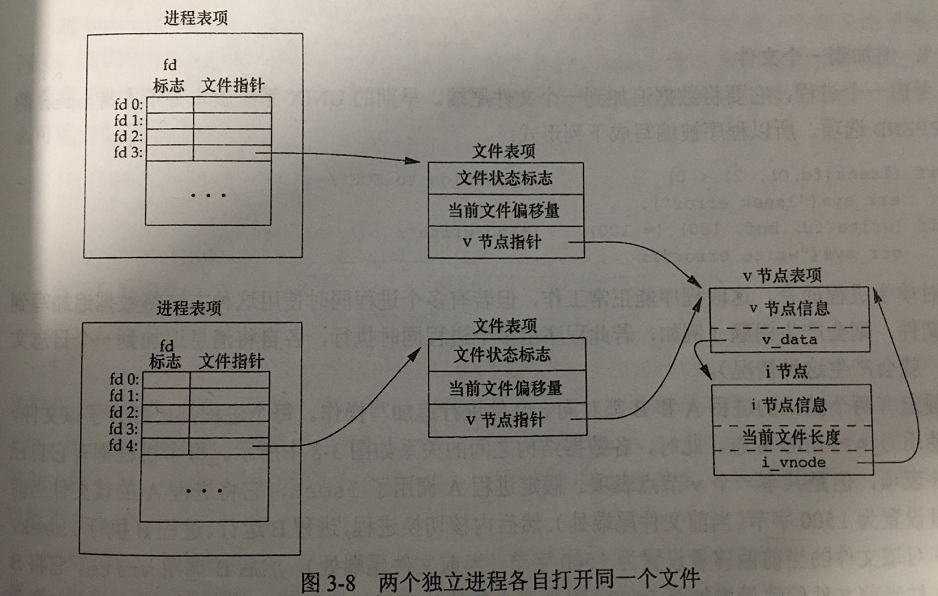 进程表项
fd
标志 文件指针
fd 0:
fd 1:
fd 2:
fd 3:
...
文件表项
文件状态标志
当前文件偏移量
v 节点指针
v 节点表项
v 节点信息
v_data
i 节点
i 节点信息
当前文件长度
i_vnode
进程表项
fd
标志 文件指针
fd 0:
fd 1:
fd 2:
fd 3:
fd 4:
...
文件表项
文件状态标志
当前文件偏移量
v 节点指针
图 3-8 两个独立进程各自打开同一个文件